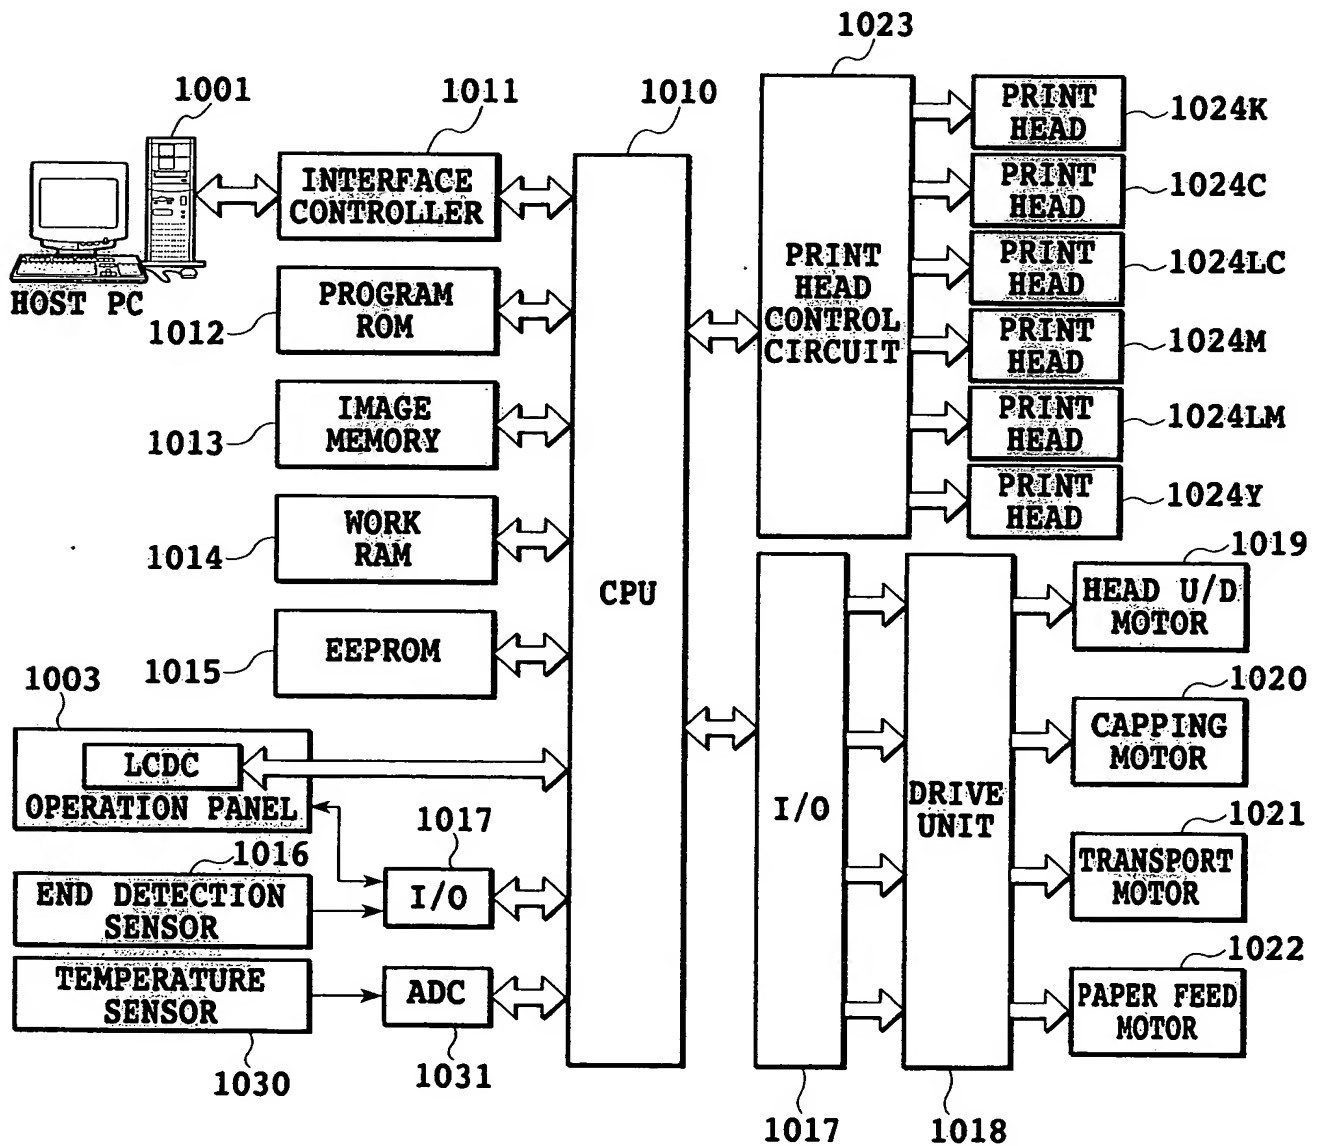 1023
1001
1011
1010
PRINT
HEAD
1024K
INTERFACE
CONTROLLER
PRINT
HEAD
1024C
HOST PC
PROGRAM
ROM
1012
PRINT
HEAD
CONTROL
CIRCUIT
PRINT
HEAD
1024LC
PRINT
HEAD
1024M
IMAGE
MEMORY
1013
PRINT
HEAD
1024LM
WORK
RAM
1014
PRINT
HEAD
1024Y
CPU
1019
HEAD U/D
MOTOR
EEPROM
1015
1003
LCDC
OPERATION PANEL
1020
CAPPING
MOTOR
I/O
DRIVE
UNIT
1017
1016
I/O
END DETECTION
SENSOR
1021
TRANSPORT
MOTOR
TEMPERATURE
SENSOR
ADC
1022
PAPER FEED
MOTOR
1030
1031
1017
1018